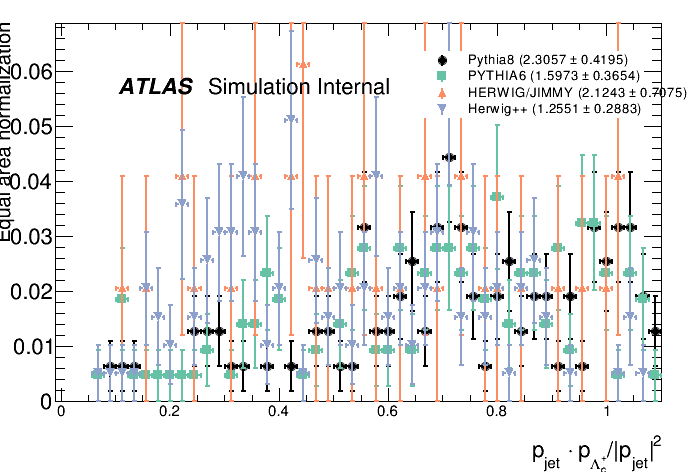 Equal area normalization
0.06
0.05
0.04
0.03
0.02
0.01
0
ATLAS Simulation Internal
Pythia8 (2.3057 ± 0.4195)
PYTHIA6 (1.5973 ± 0.3654)
HERWIG/JIMMY (2.1243 ± 0.7075)
Herwig++ (1.2551 ± 0.2883)
0 0.2 0.4 0.6 0.8 1
p_jet · p_Λ_c^+/|p_jet|^2